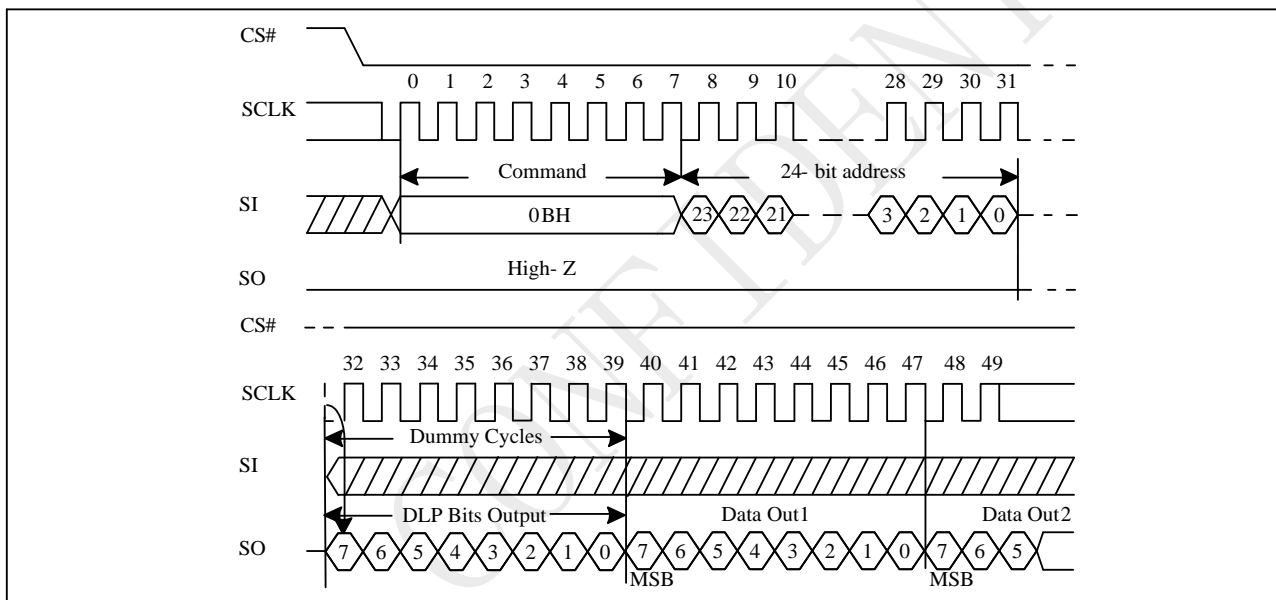 CS#
0 1 2 3 4 5 6 7 8 9 10 28 29 30 31
SCLK
Command 24- bit address
SI 0BH 23 22 21 3 2 1 0
High- Z
SO
CS#
32 33 34 35 36 37 38 39 40 41 42 43 44 45 46 47 48 49
SCLK
Dummy Cycles
SI
DLP Bits Output Data Out1 Data Out2
SO 7 6 5 4 3 2 1 0 7 6 5 4 3 2 1 0 7 6 5
MSB MSB
CONFIDEN